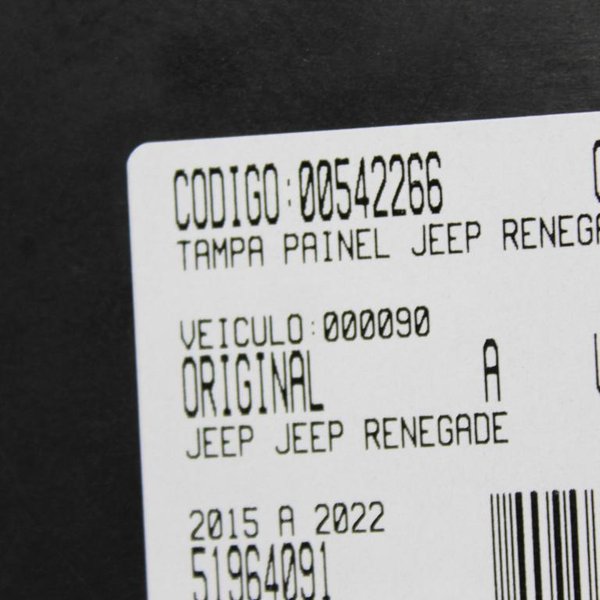 CODIGO:00542266
TAMPA PAINEL JEEP RENEGA
VEICULO:000090
ORIGINAL A
JEEP JEEP RENEGADE
2015 A 2022
51964091